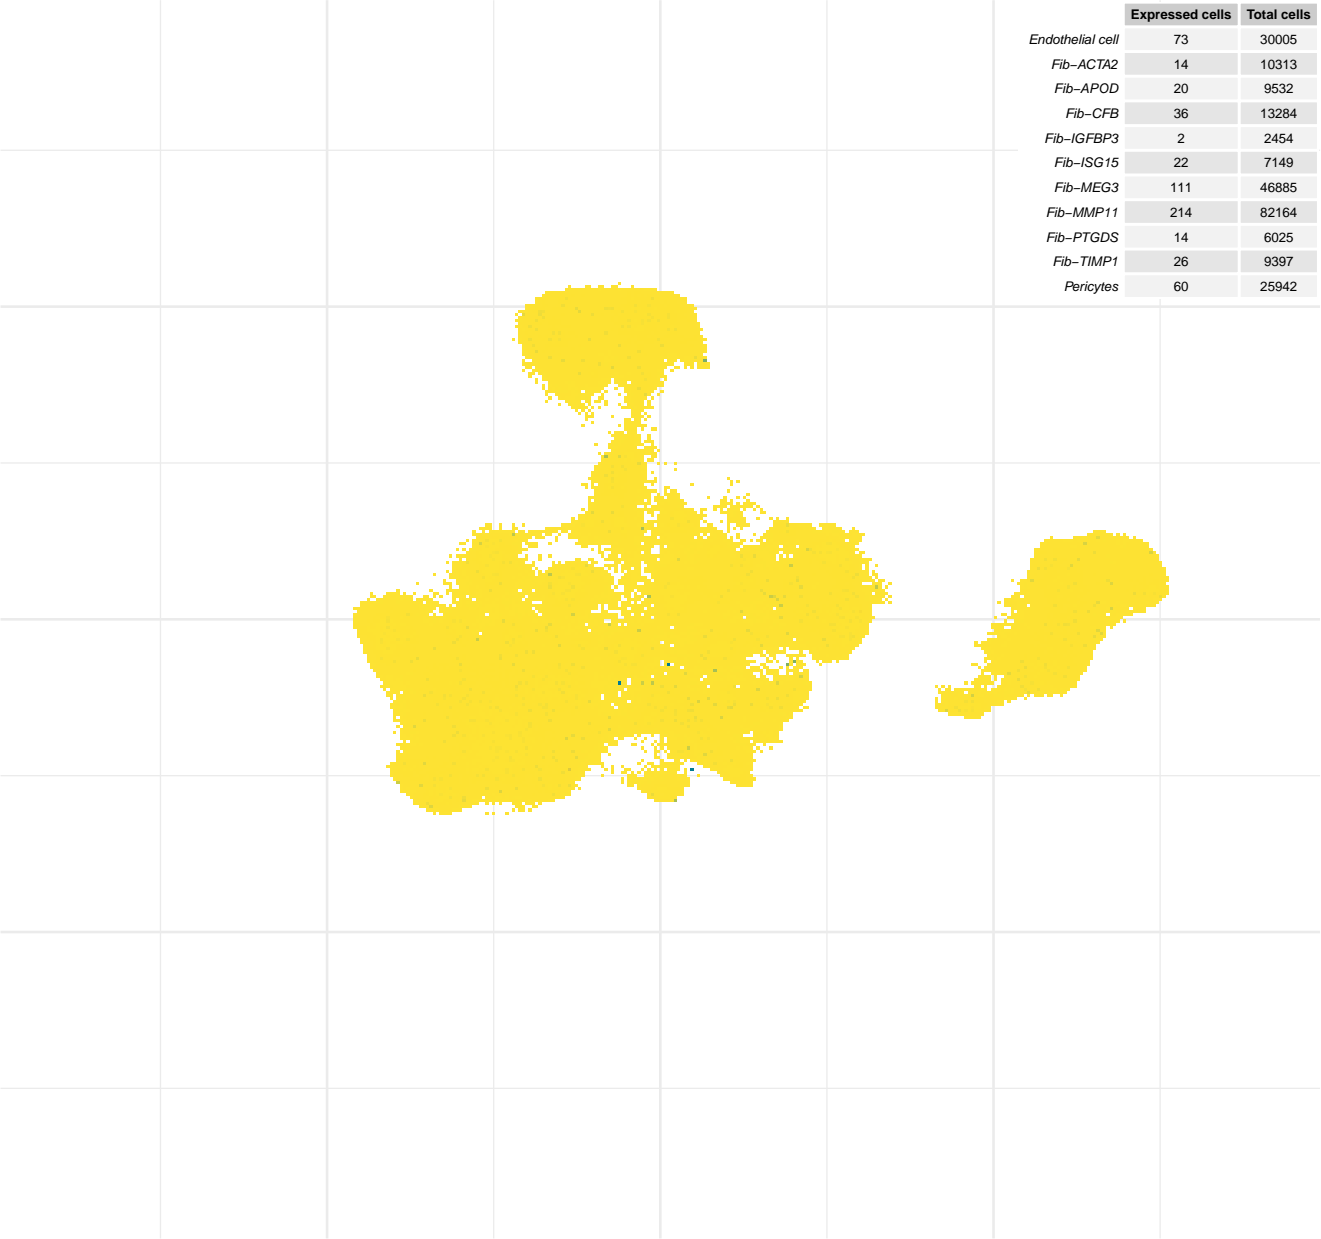 Expressed cells Total cells
Endothelial cell 73 30005
Fib−ACTA2 14 10313
Fib−APOD 20 9532
Fib−CFB 36 13284
Fib−IGFBP3 2 2454
Fib−ISG15 22 7149
Fib−MEG3 111 46885
Fib−MMP11 214 82164
Fib−PTGDS 14 6025
Fib−TIMP1 26 9397
Pericytes 60 25942